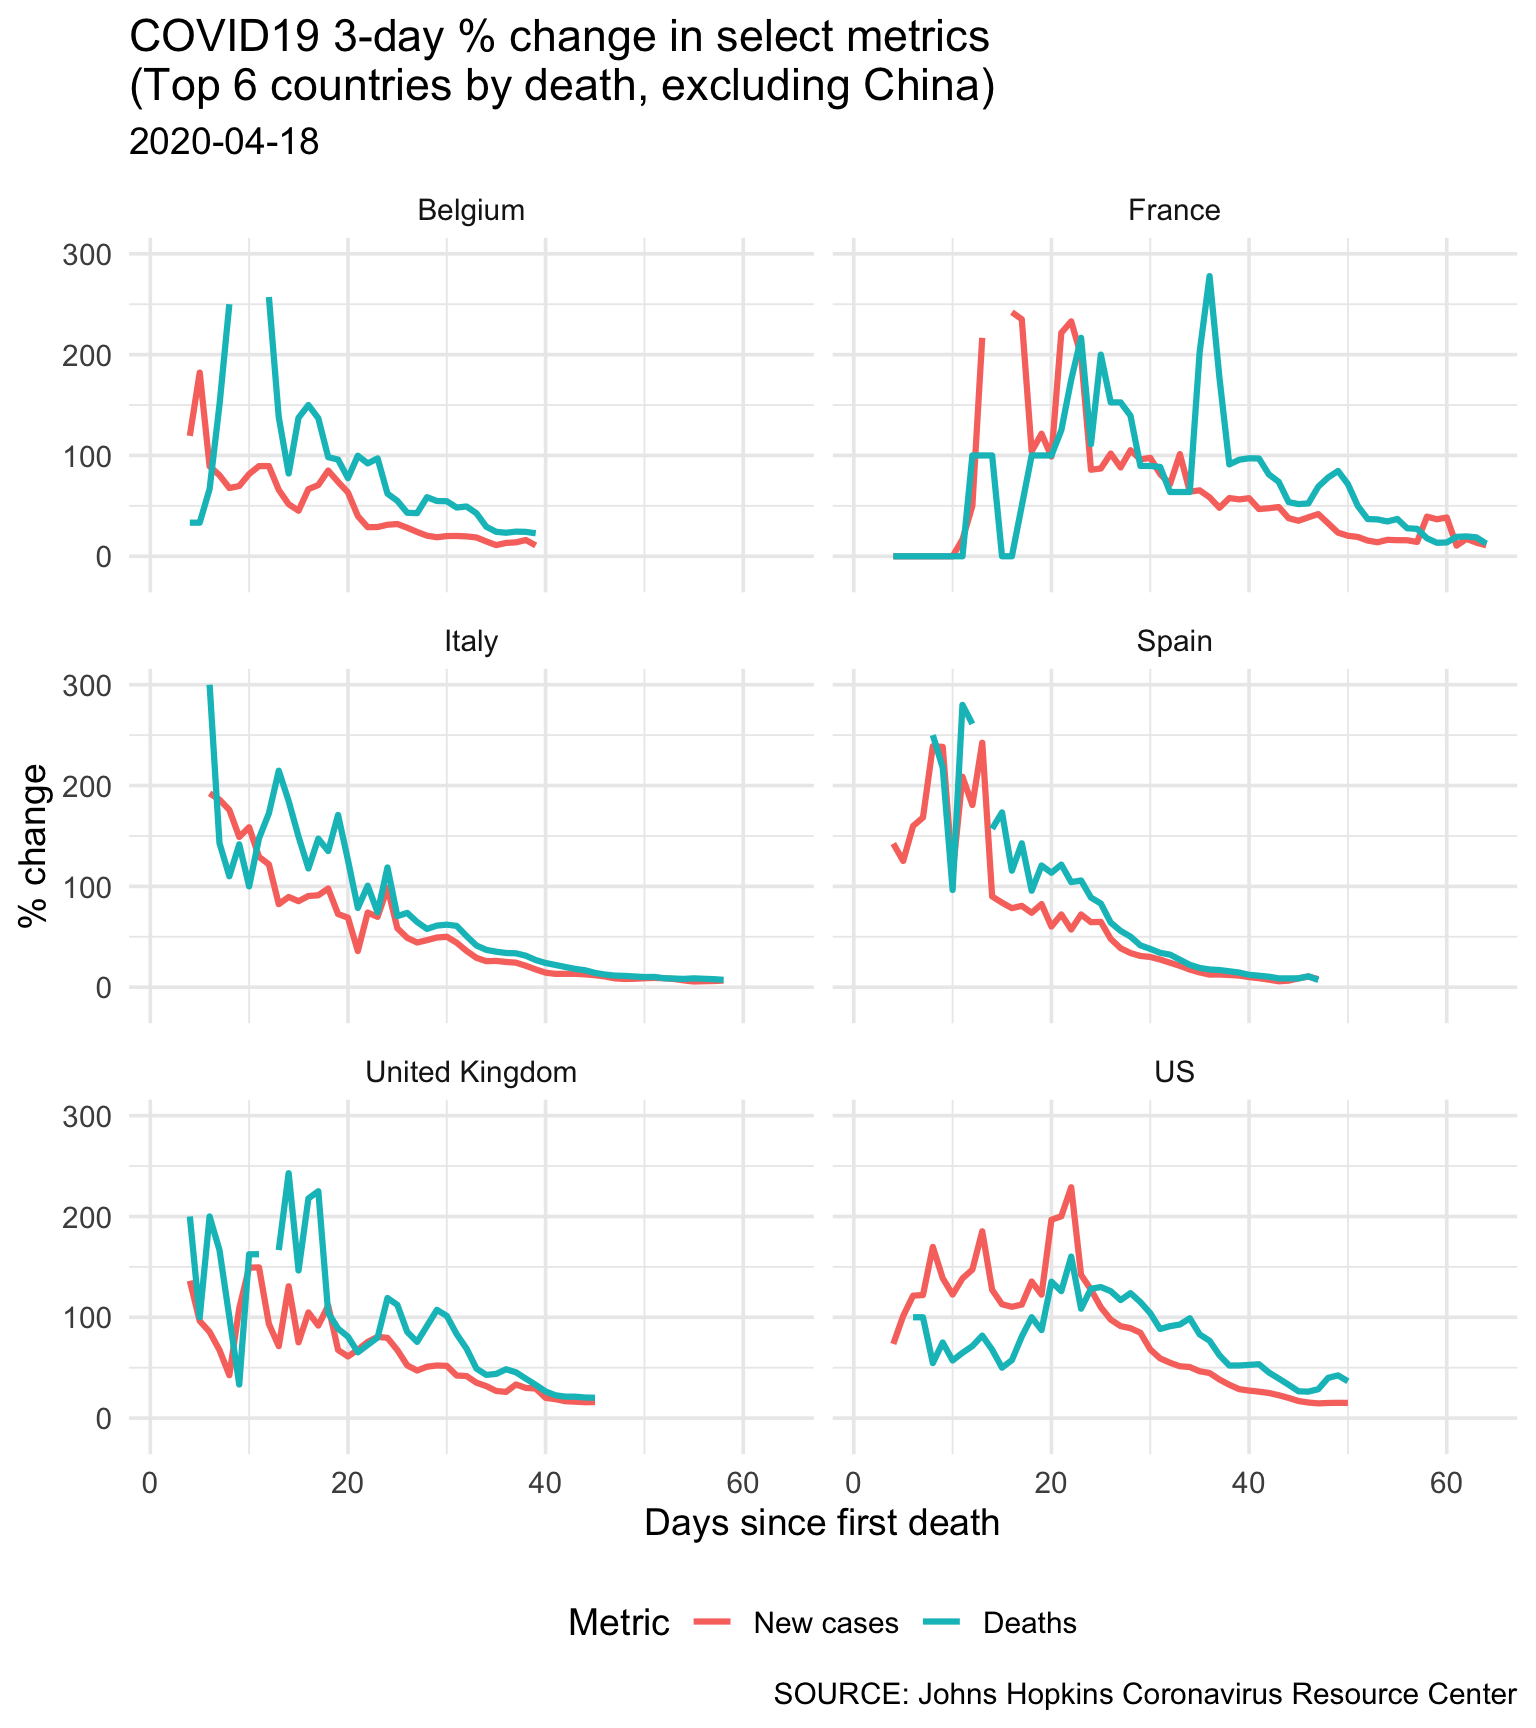 COVID19 3-day % change in select metrics
(Top 6 countries by death, excluding China)
2020-04-18
Belgium
France
300
200
100
0
Italy
Spain
300
200
100
0
% change
United Kingdom
US
300
200
100
0
0 20 40 60
0 20 40 60
Days since first death
Metric New cases Deaths
SOURCE: Johns Hopkins Coronavirus Resource Center